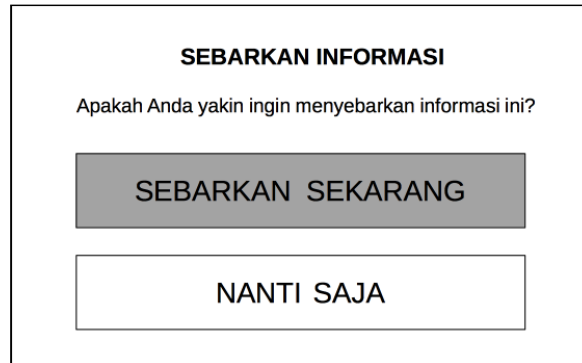 SEBARKAN INFORMASI
Apakah Anda yakin ingin menyebarkan informasi ini?
SEBARKAN SEKARANG
NANTI SAJA